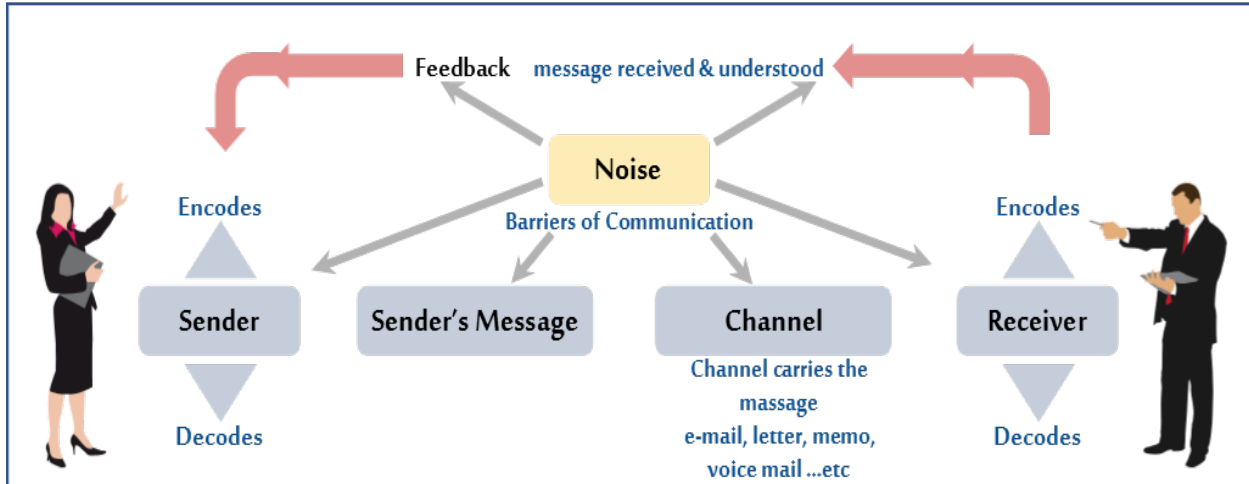 Feedback message received & understood
Noise
Barriers of Communication
Encodes
Encodes
Sender
Sender's Message
Channel
Receiver
Channel carries the
massage
e-mail, letter, memo,
voice mail ...etc
Decodes
Decodes